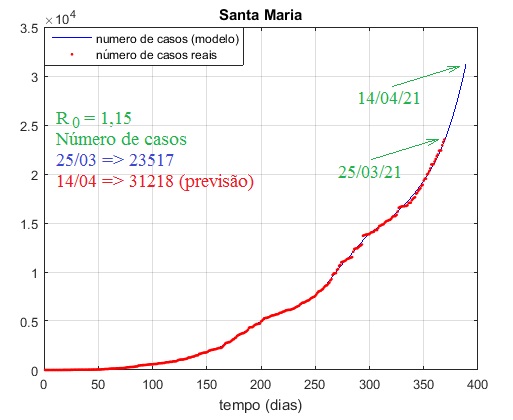 Santa Maria
× 10⁴
3.5
3
2.5
2
1.5
1
0.5
0
numero de casos (modelo)
número de casos reais
R₀ = 1,15
Número de casos
25/03 => 23517
14/04 => 31218 (previsão)
14/04/21
25/03/21
0 50 100 150 200 250 300 350 400
tempo (dias)